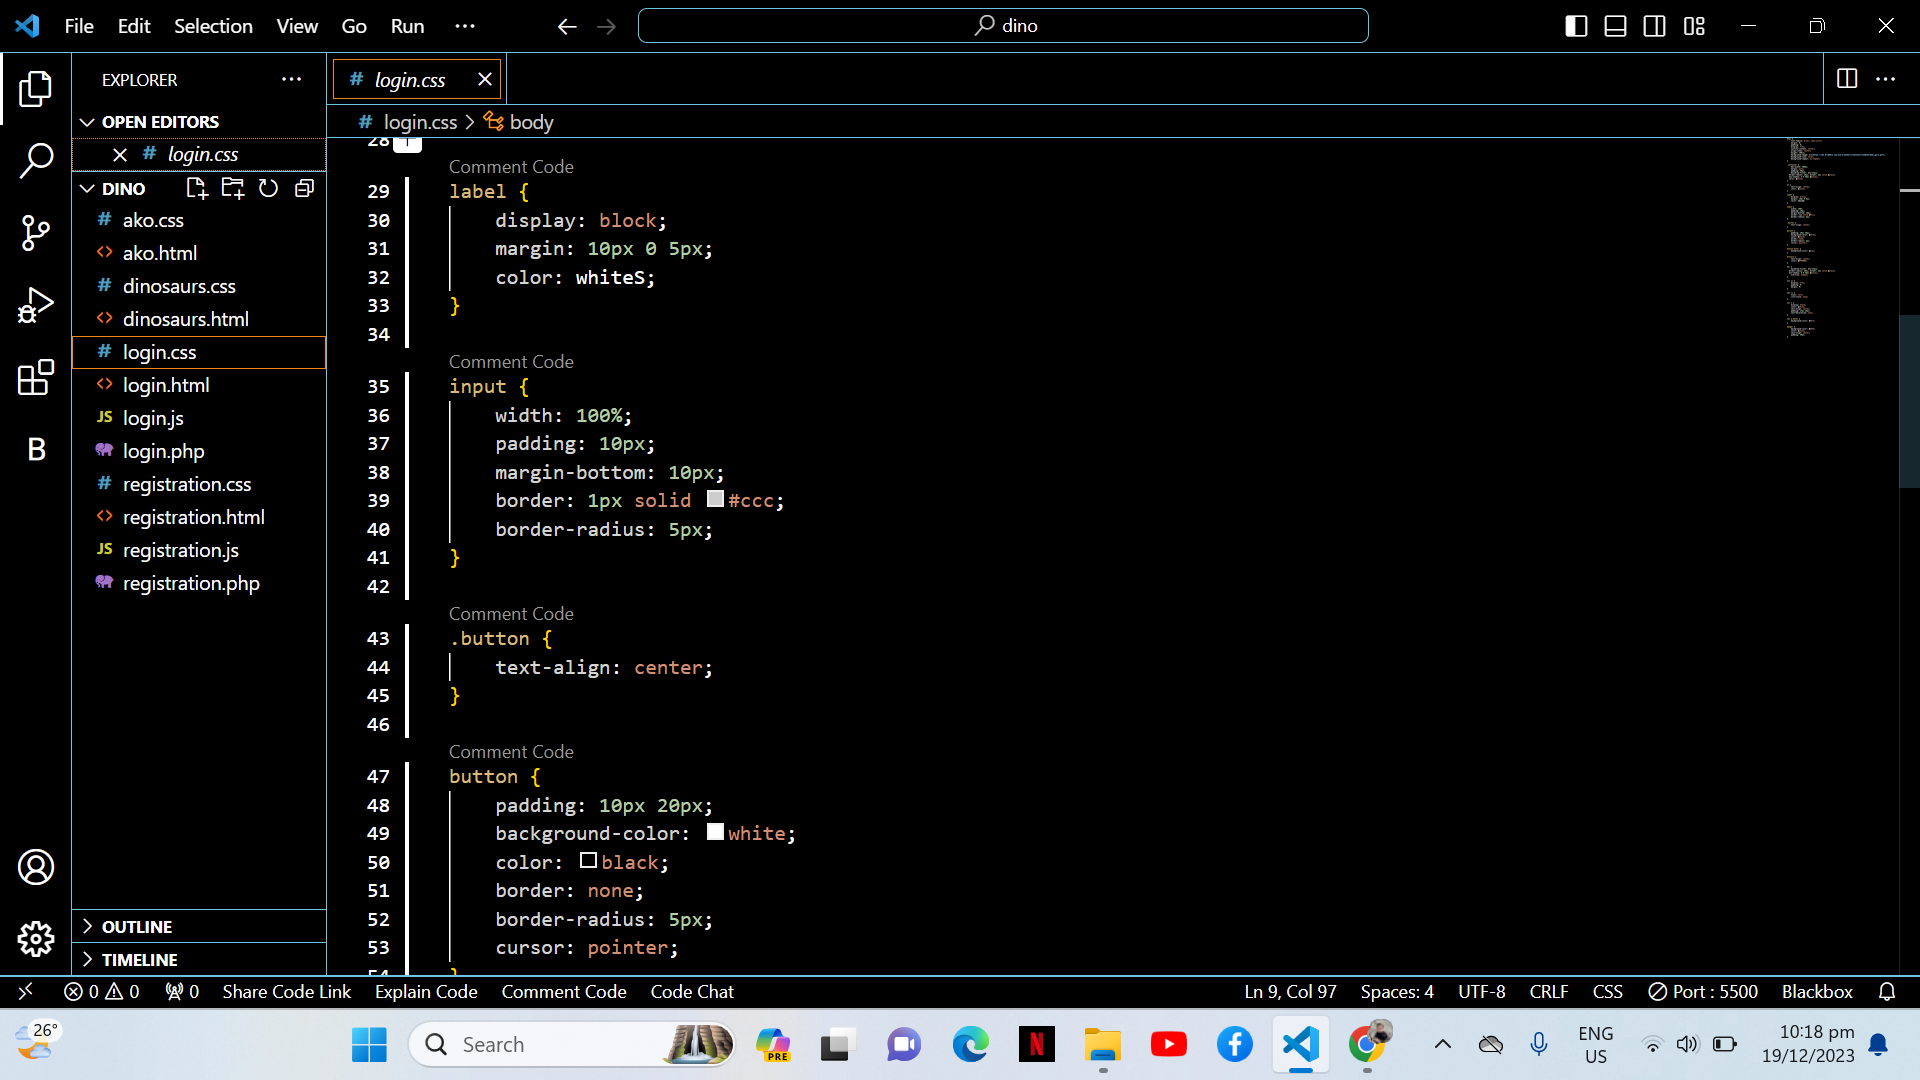 File Edit Selection View Go Run ··· dino
EXPLORER ···
OPEN EDITORS
# login.css
DINO
# ako.css
<> ako.html
# dinosaurs.css
<> dinosaurs.html
# login.css
<> login.html
JS login.js
login.php
# registration.css
<> registration.html
JS registration.js
registration.php
OUTLINE
TIMELINE
B
# login.css
# login.css > body
28
Comment Code
29 label {
30 display: block;
31 margin: 10px 0 5px;
32 color: whiteS;
33 }
34
Comment Code
35 input {
36 width: 100%;
37 padding: 10px;
38 margin-bottom: 10px;
39 border: 1px solid #ccc;
40 border-radius: 5px;
41 }
42
Comment Code
43 .button {
44 text-align: center;
45 }
46
Comment Code
47 button {
48 padding: 10px 20px;
49 background-color: white;
50 color: black;
51 border: none;
52 border-radius: 5px;
53 cursor: pointer;
54 }
0 0 0 Share Code Link Explain Code Comment Code Code Chat Ln 9, Col 97 Spaces: 4 UTF-8 CRLF CSS Port : 5500 Blackbox
26° Search PRE N ENG 10:18 pm
US 19/12/2023